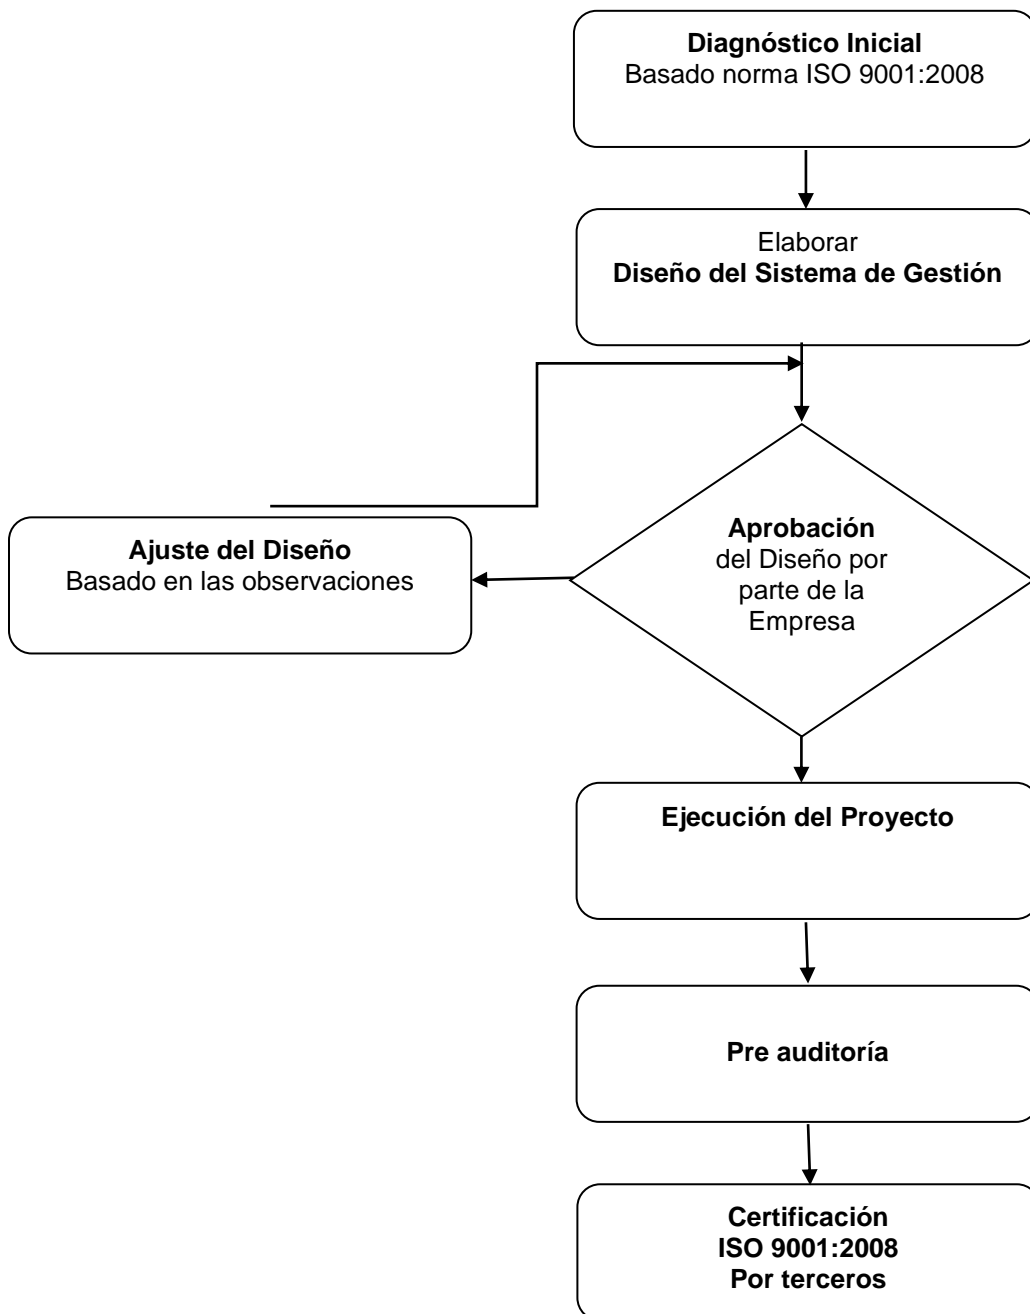 Diagnóstico Inicial
Basado norma ISO 9001:2008
Elaborar
Diseño del Sistema de Gestión
Aprobación
del Diseño por
parte de la
Empresa
Ajuste del Diseño
Basado en las observaciones
Ejecución del Proyecto
Pre auditoría
Certificación
ISO 9001:2008
Por terceros